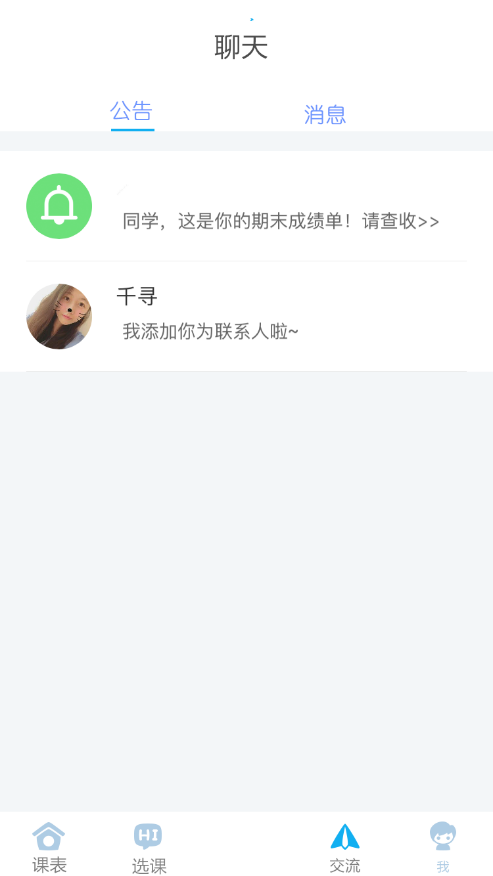 聊天
公告
消息
同学，这是你的期末成绩单！请查收>>
千寻
我添加你为联系人啦~
HI
课表
选课
交流
我